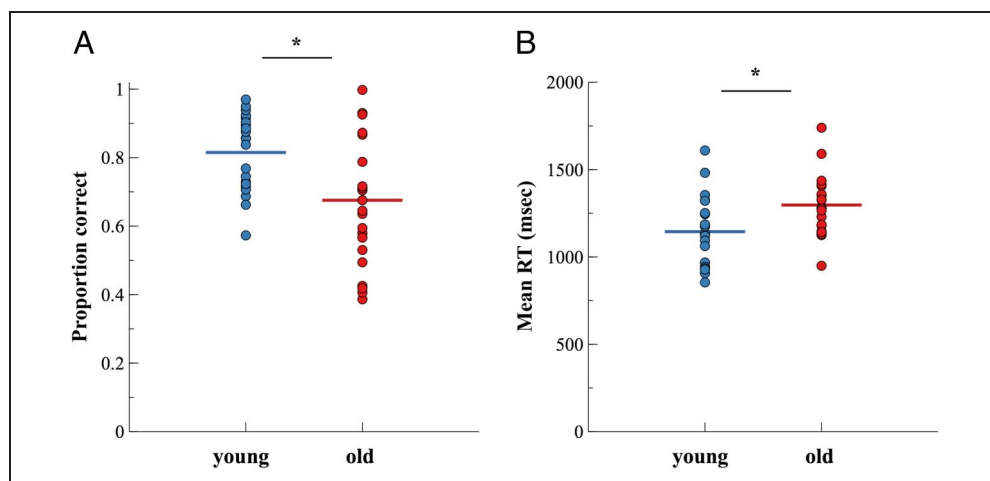 A
*
1
0.8
0.6
0.4
0.2
0
Proportion correct
young old
B
*
2000
1500
1000
500
0
Mean RT (msec)
young old